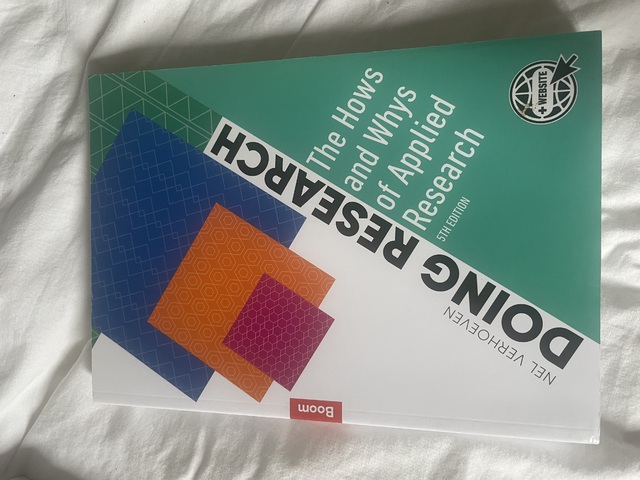 NEL VERHOEVEN
DOING RESEARCH
The Hows
and Whys
of Applied
Research
5TH EDITION
+ WEBSITE
Boom